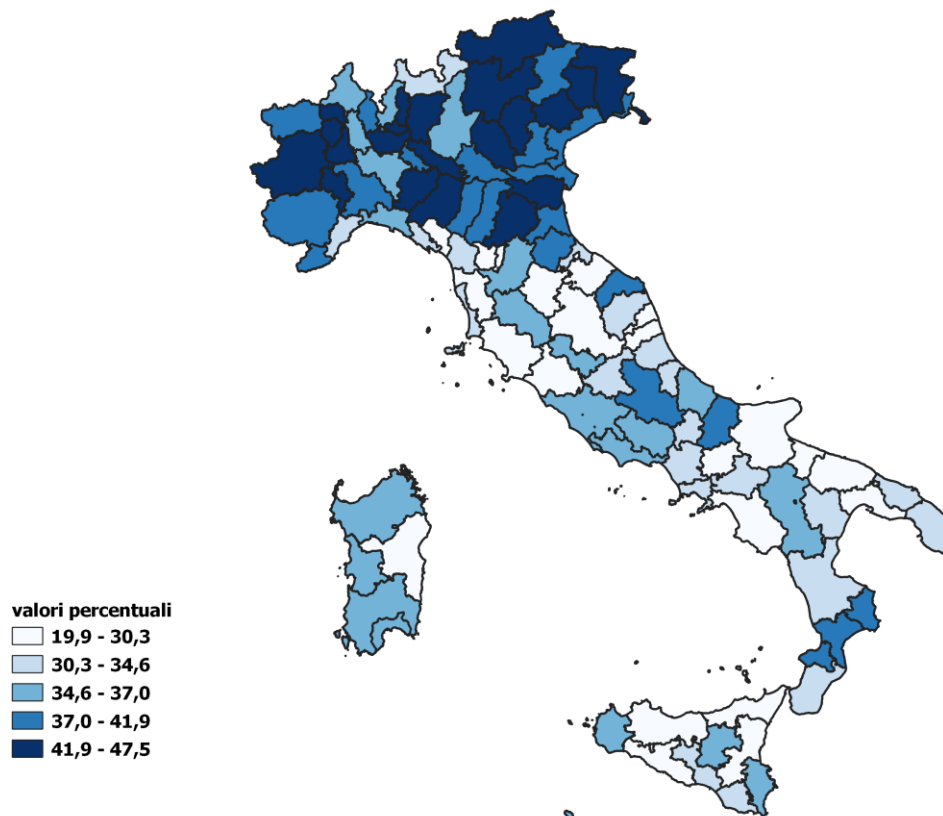 valori percentuali
19,9 - 30,3
30,3 - 34,6
34,6 - 37,0
37,0 - 41,9
41,9 - 47,5